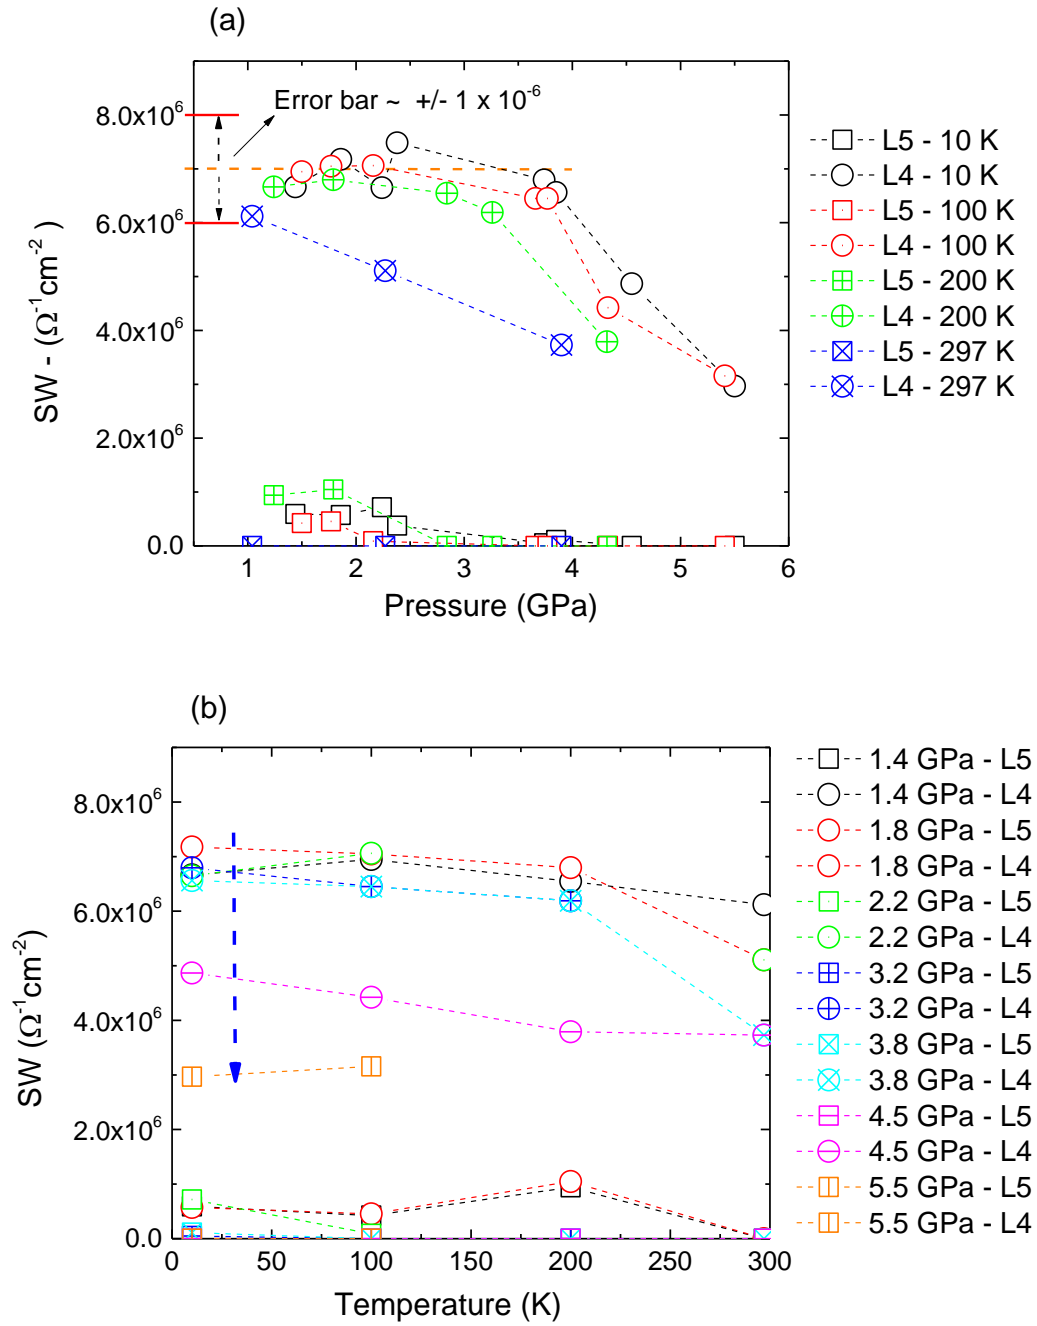 (a)
Error bar ~ +/- 1 x 10⁻⁶
8.0x10⁶
6.0x10⁶
4.0x10⁶
2.0x10⁶
0.0
SW - (Ω⁻¹cm⁻²)
1 2 3 4 5 6
Pressure (GPa)
L5 - 10 K
L4 - 10 K
L5 - 100 K
L4 - 100 K
L5 - 200 K
L4 - 200 K
L5 - 297 K
L4 - 297 K
(b)
8.0x10⁶
6.0x10⁶
4.0x10⁶
2.0x10⁶
0.0
SW (Ω⁻¹cm⁻²)
0 50 100 150 200 250 300
Temperature (K)
1.4 GPa - L5
1.4 GPa - L4
1.8 GPa - L5
1.8 GPa - L4
2.2 GPa - L5
2.2 GPa - L4
3.2 GPa - L5
3.2 GPa - L4
3.8 GPa - L5
3.8 GPa - L4
4.5 GPa - L5
4.5 GPa - L4
5.5 GPa - L5
5.5 GPa - L4